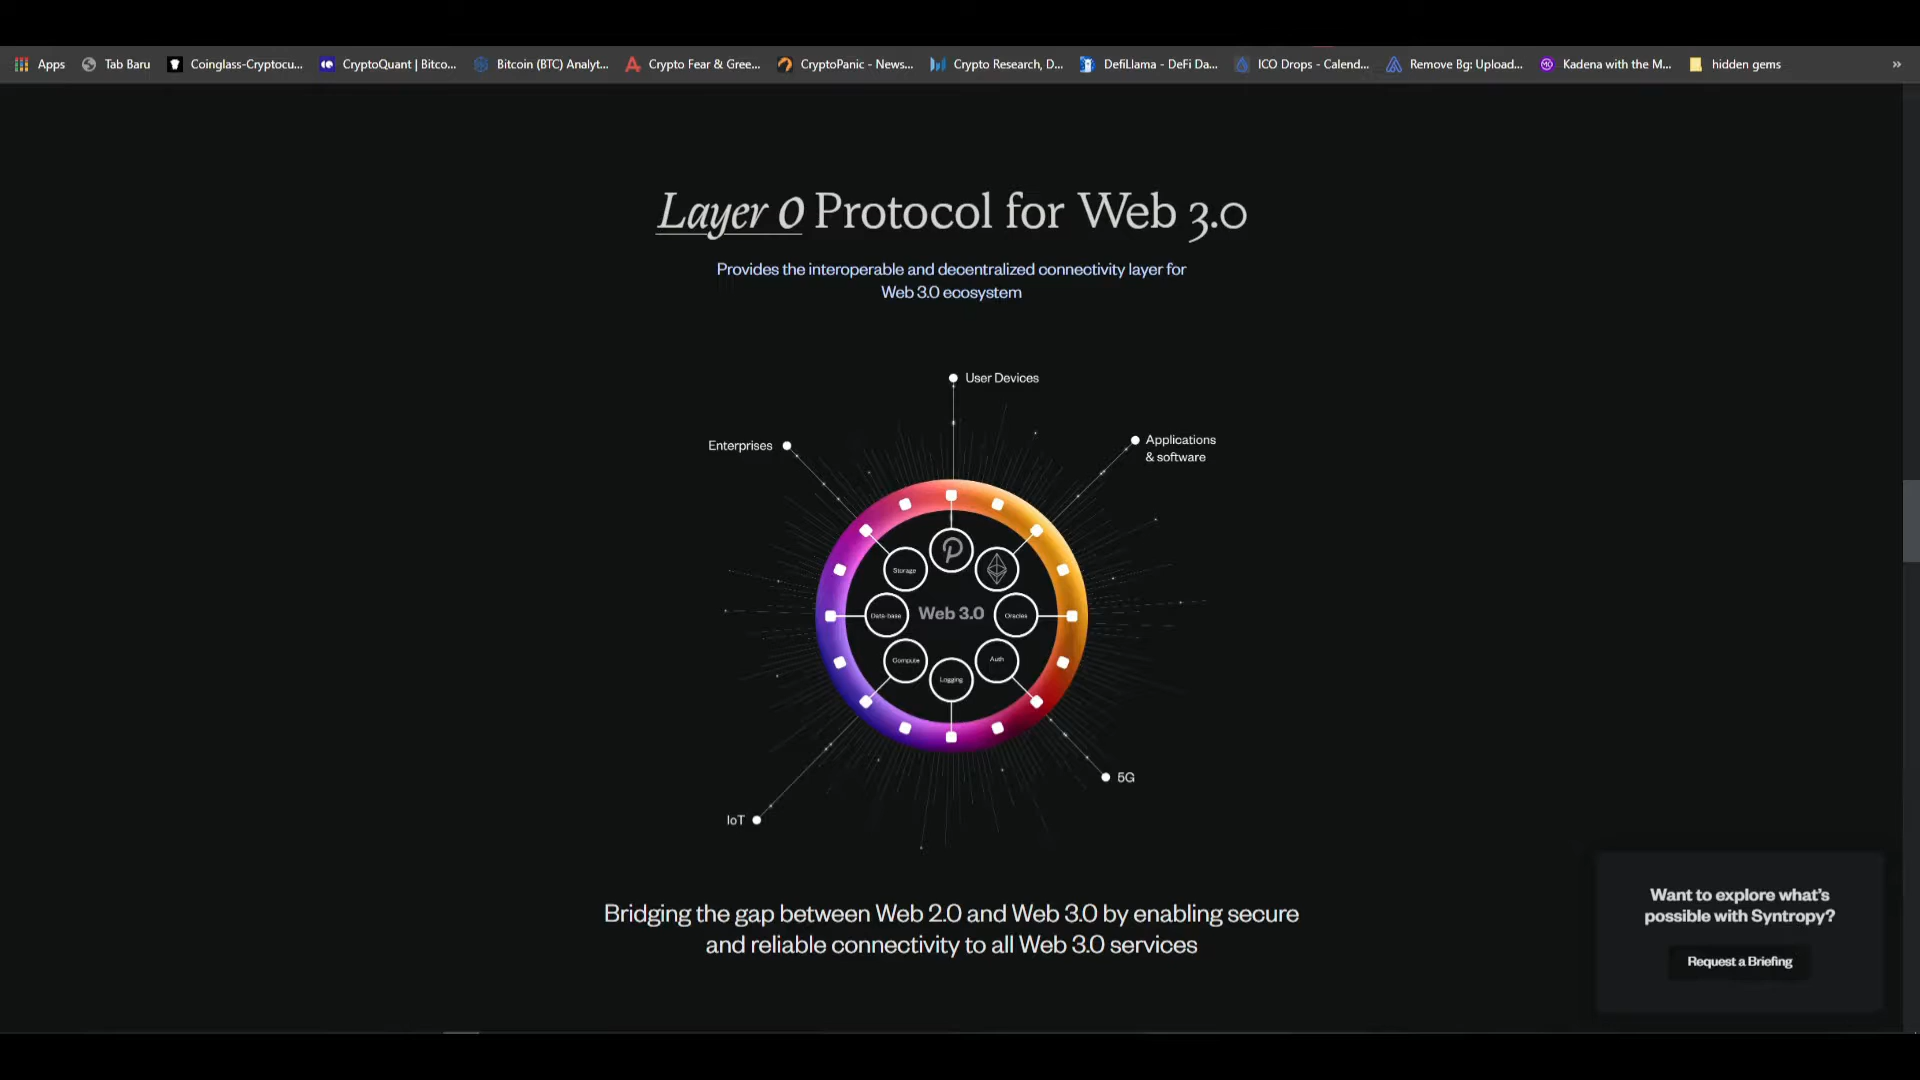 Apps
Tab Baru
Coinglass-Cryptocu...
CryptoQuant | Bitco...
Bitcoin (BTC) Analyt...
Crypto Fear & Gree...
CryptoPanic - News...
Crypto Research, D...
DefiLlama - DeFi Da...
ICO Drops - Calend...
Remove Bg: Upload...
Kadena with the M...
hidden gems
»
Layer 0 Protocol for Web 3.0
Provides the interoperable and decentralized connectivity layer for
Web 3.0 ecosystem
User Devices
Enterprises
Applications
& software
Storage
Data-base
Web 3.0
Oracles
Compute
Auth
Logging
5G
IoT
Bridging the gap between Web 2.0 and Web 3.0 by enabling secure
and reliable connectivity to all Web 3.0 services
Want to explore what's
possible with Syntropy?
Request a Briefing